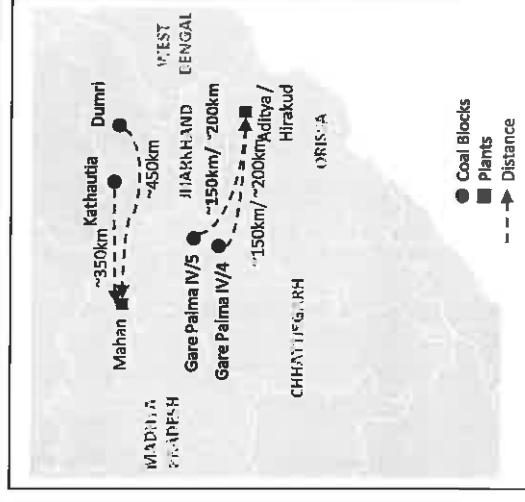 WEST
BENGAL
Dumri
Kathautia
~450km
~350km
Mahan
JHARKHAND
~150km/ ~200km
Gare Palma IV/5
Gare Palma IV/4
Aditya /
Hirakud
~150km/ ~200km
ORISSA
CHHATTISGARH
MADHYA
PRADESH
Coal Blocks
Plants
Distance